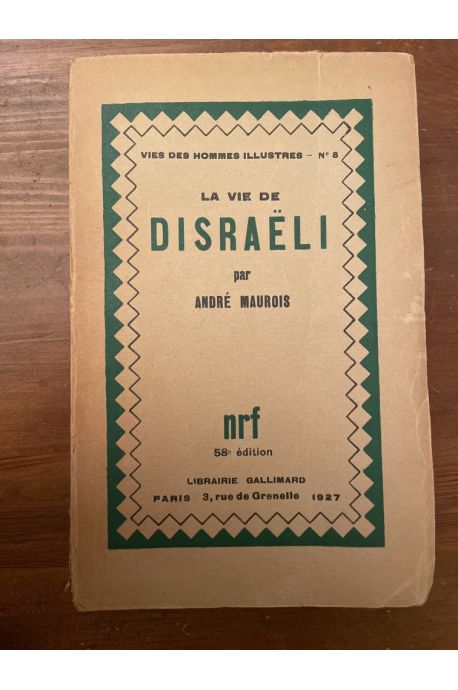 VIES DES HOMMES ILLUSTRES – N° 8
LA VIE DE
DISRAËLI
par
ANDRÉ MAUROIS
nrf
58e édition
LIBRAIRIE GALLIMARD
PARIS 3, rue de Grenelle 1927